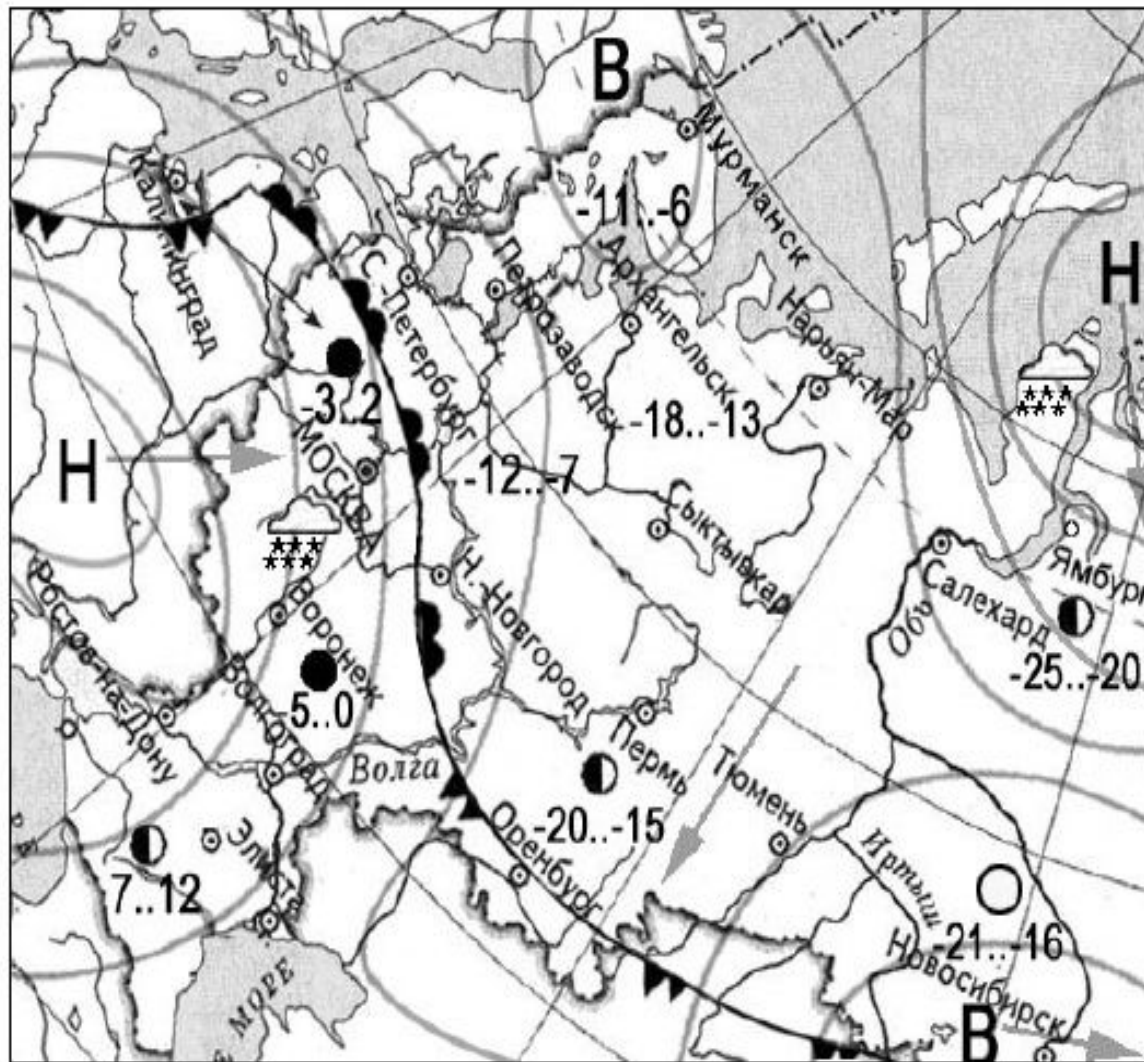 В
Мурманск
Калининград
-11..-6
С.-Петербург
Петрозаводск
Архангельск
Нарьян-Мар
Н
-3..2
-18..-13
МОСКВА
Н
-12..-7
Сыктывкар
Н.-Новгород
Салехард
Ямбург
Обь
Ростов-на-Дону
Воронеж
-25..-20
5..0
Волгоград
Волга
Пермь
Тюмень
Элиста
7..12
Оренбург
-20..-15
Иртыш
-21..-16
Новосибирск
В
МОРЕ